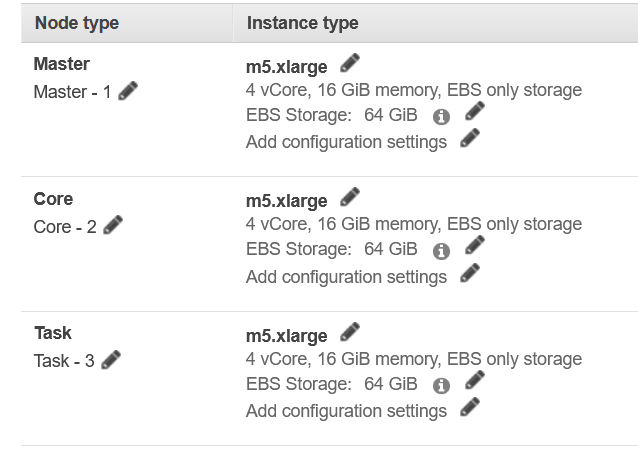 Node type Instance type
Master
m5.xlarge
Master - 1
4 vCore, 16 GiB memory, EBS only storage
EBS Storage: 64 GiB
Add configuration settings
Core
m5.xlarge
Core - 2
4 vCore, 16 GiB memory, EBS only storage
EBS Storage: 64 GiB
Add configuration settings
Task
m5.xlarge
Task - 3
4 vCore, 16 GiB memory, EBS only storage
EBS Storage: 64 GiB
Add configuration settings